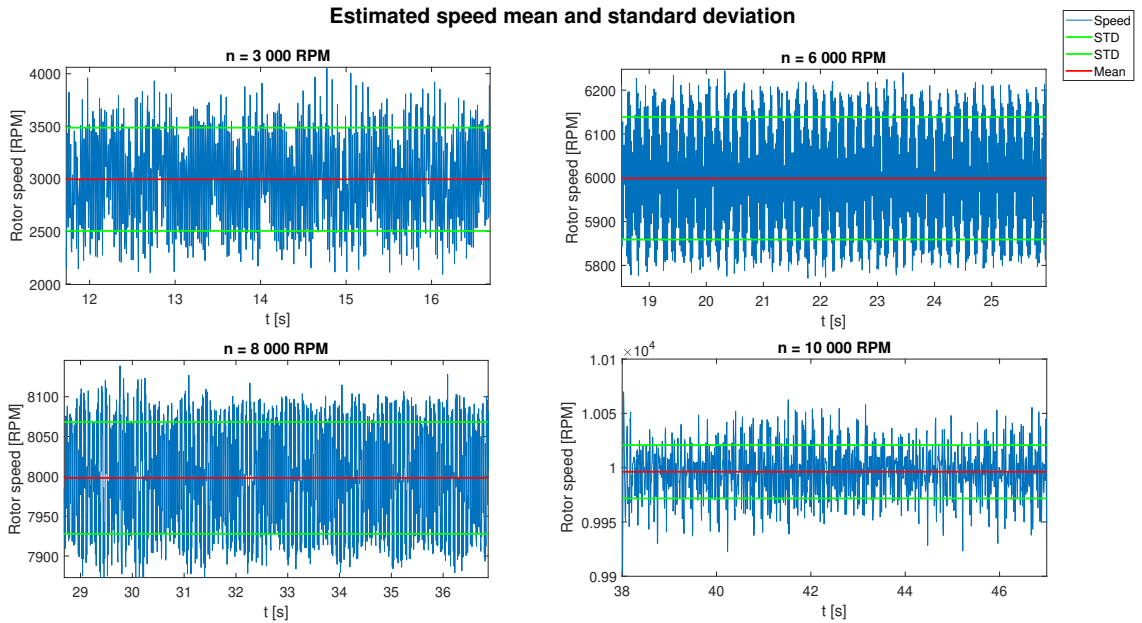 Estimated speed mean and standard deviation
Speed
STD
STD
Mean
n = 3 000 RPM
Rotor speed [RPM]
4000
3500
3000
2500
2000
12
13
14
15
16
t [s]
n = 6 000 RPM
Rotor speed [RPM]
6200
6100
6000
5900
5800
19
20
21
22
23
24
25
t [s]
n = 8 000 RPM
Rotor speed [RPM]
8100
8050
8000
7950
7900
29
30
31
32
33
34
35
36
t [s]
n = 10 000 RPM
× 10⁴
Rotor speed [RPM]
1.01
1.005
1
0.995
0.99
38
40
42
44
46
t [s]